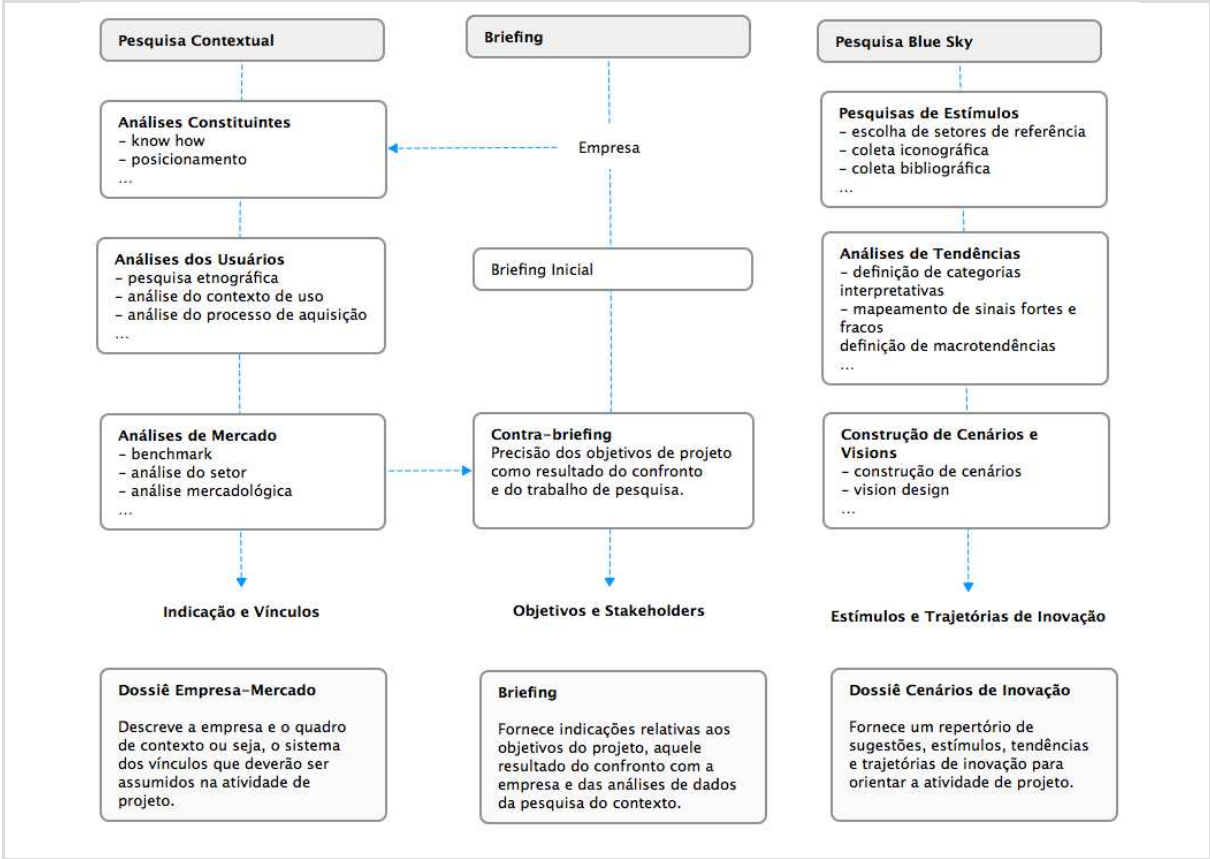 Pesquisa Contextual
Análises Constituintes
– know how
– posicionamento
...
Análises dos Usuários
– pesquisa etnográfica
– análise do contexto de uso
– análise do processo de aquisição
...
Análises de Mercado
– benchmark
– análise do setor
– análise mercadológica
...
Indicação e Vínculos
Dossiê Empresa–Mercado
Descreve a empresa e o quadro
de contexto ou seja, o sistema
dos vínculos que deverão ser
assumidos na atividade de
projeto.
Briefing
Empresa
Briefing Inicial
Contra-briefing
Precisão dos objetivos de projeto
como resultado do confronto
e do trabalho de pesquisa.
Objetivos e Stakeholders
Briefing
Fornece indicações relativas aos
objetivos do projeto, aquele
resultado do confronto com a
empresa e das análises de dados
da pesquisa do contexto.
Pesquisa Blue Sky
Pesquisas de Estímulos
– escolha de setores de referência
– coleta iconográfica
– coleta bibliográfica
...
Análises de Tendências
– definição de categorias
interpretativas
– mapeamento de sinais fortes e
fracos
definição de macrotendências
...
Construção de Cenários e
Visions
– construção de cenários
– vision design
...
Estímulos e Trajetórias de Inovação
Dossiê Cenários de Inovação
Fornece um repertório de
sugestões, estímulos, tendências
e trajetórias de inovação para
orientar a atividade de projeto.